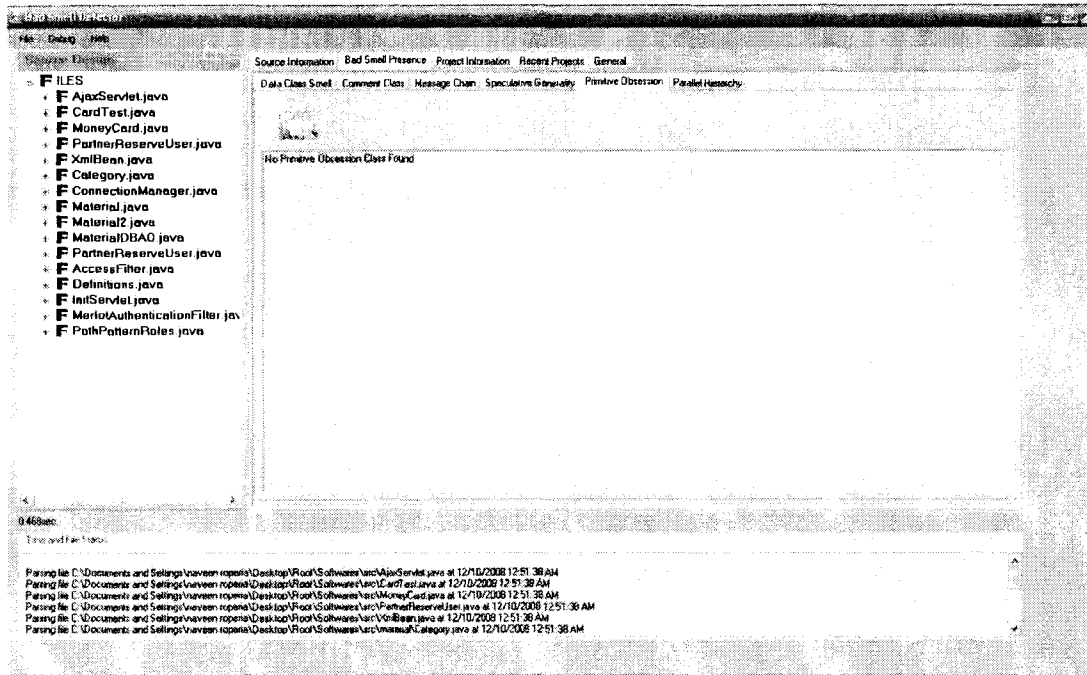 Bad Smell Detector
File Debug Help
Source Design
Source Information Bad Smell Presence Project Information Recent Projects General
Data Class Smell Comment Class Message Chain Speculative Generality Primitive Obsession Parallel Hierarchy
FILES
F AjaxServlet.java
F CardTest.java
F MoneyCard.java
F PartnerReserveUser.java
F XmlBean.java
F Category.java
F ConnectionManager.java
F Material.java
F Material2.java
F MaterialDBAO.java
F PartnerReserveUser.java
F AccessFilter.java
F Definitions.java
F InitServlet.java
F MerlotAuthenticationFilter.jav
F PathPatternRoles.java
No Primitive Obsession Class Found
0.468sec
Time and File Status
Parsing file C:\Documents and Settings\naveen roperia\Desktop\Root\Softwares\src\AjaxServlet.java at 12/10/2008 12:51:38 AM
Parsing file C:\Documents and Settings\naveen roperia\Desktop\Root\Softwares\src\CardTest.java at 12/10/2008 12:51:38 AM
Parsing file C:\Documents and Settings\naveen roperia\Desktop\Root\Softwares\src\MoneyCard.java at 12/10/2008 12:51:38 AM
Parsing file C:\Documents and Settings\naveen roperia\Desktop\Root\Softwares\src\PartnerReserveUser.java at 12/10/2008 12:51:38 AM
Parsing file C:\Documents and Settings\naveen roperia\Desktop\Root\Softwares\src\XmlBean.java at 12/10/2008 12:51:38 AM
Parsing file C:\Documents and Settings\naveen roperia\Desktop\Root\Softwares\src\manual\Category.java at 12/10/2008 12:51:38 AM